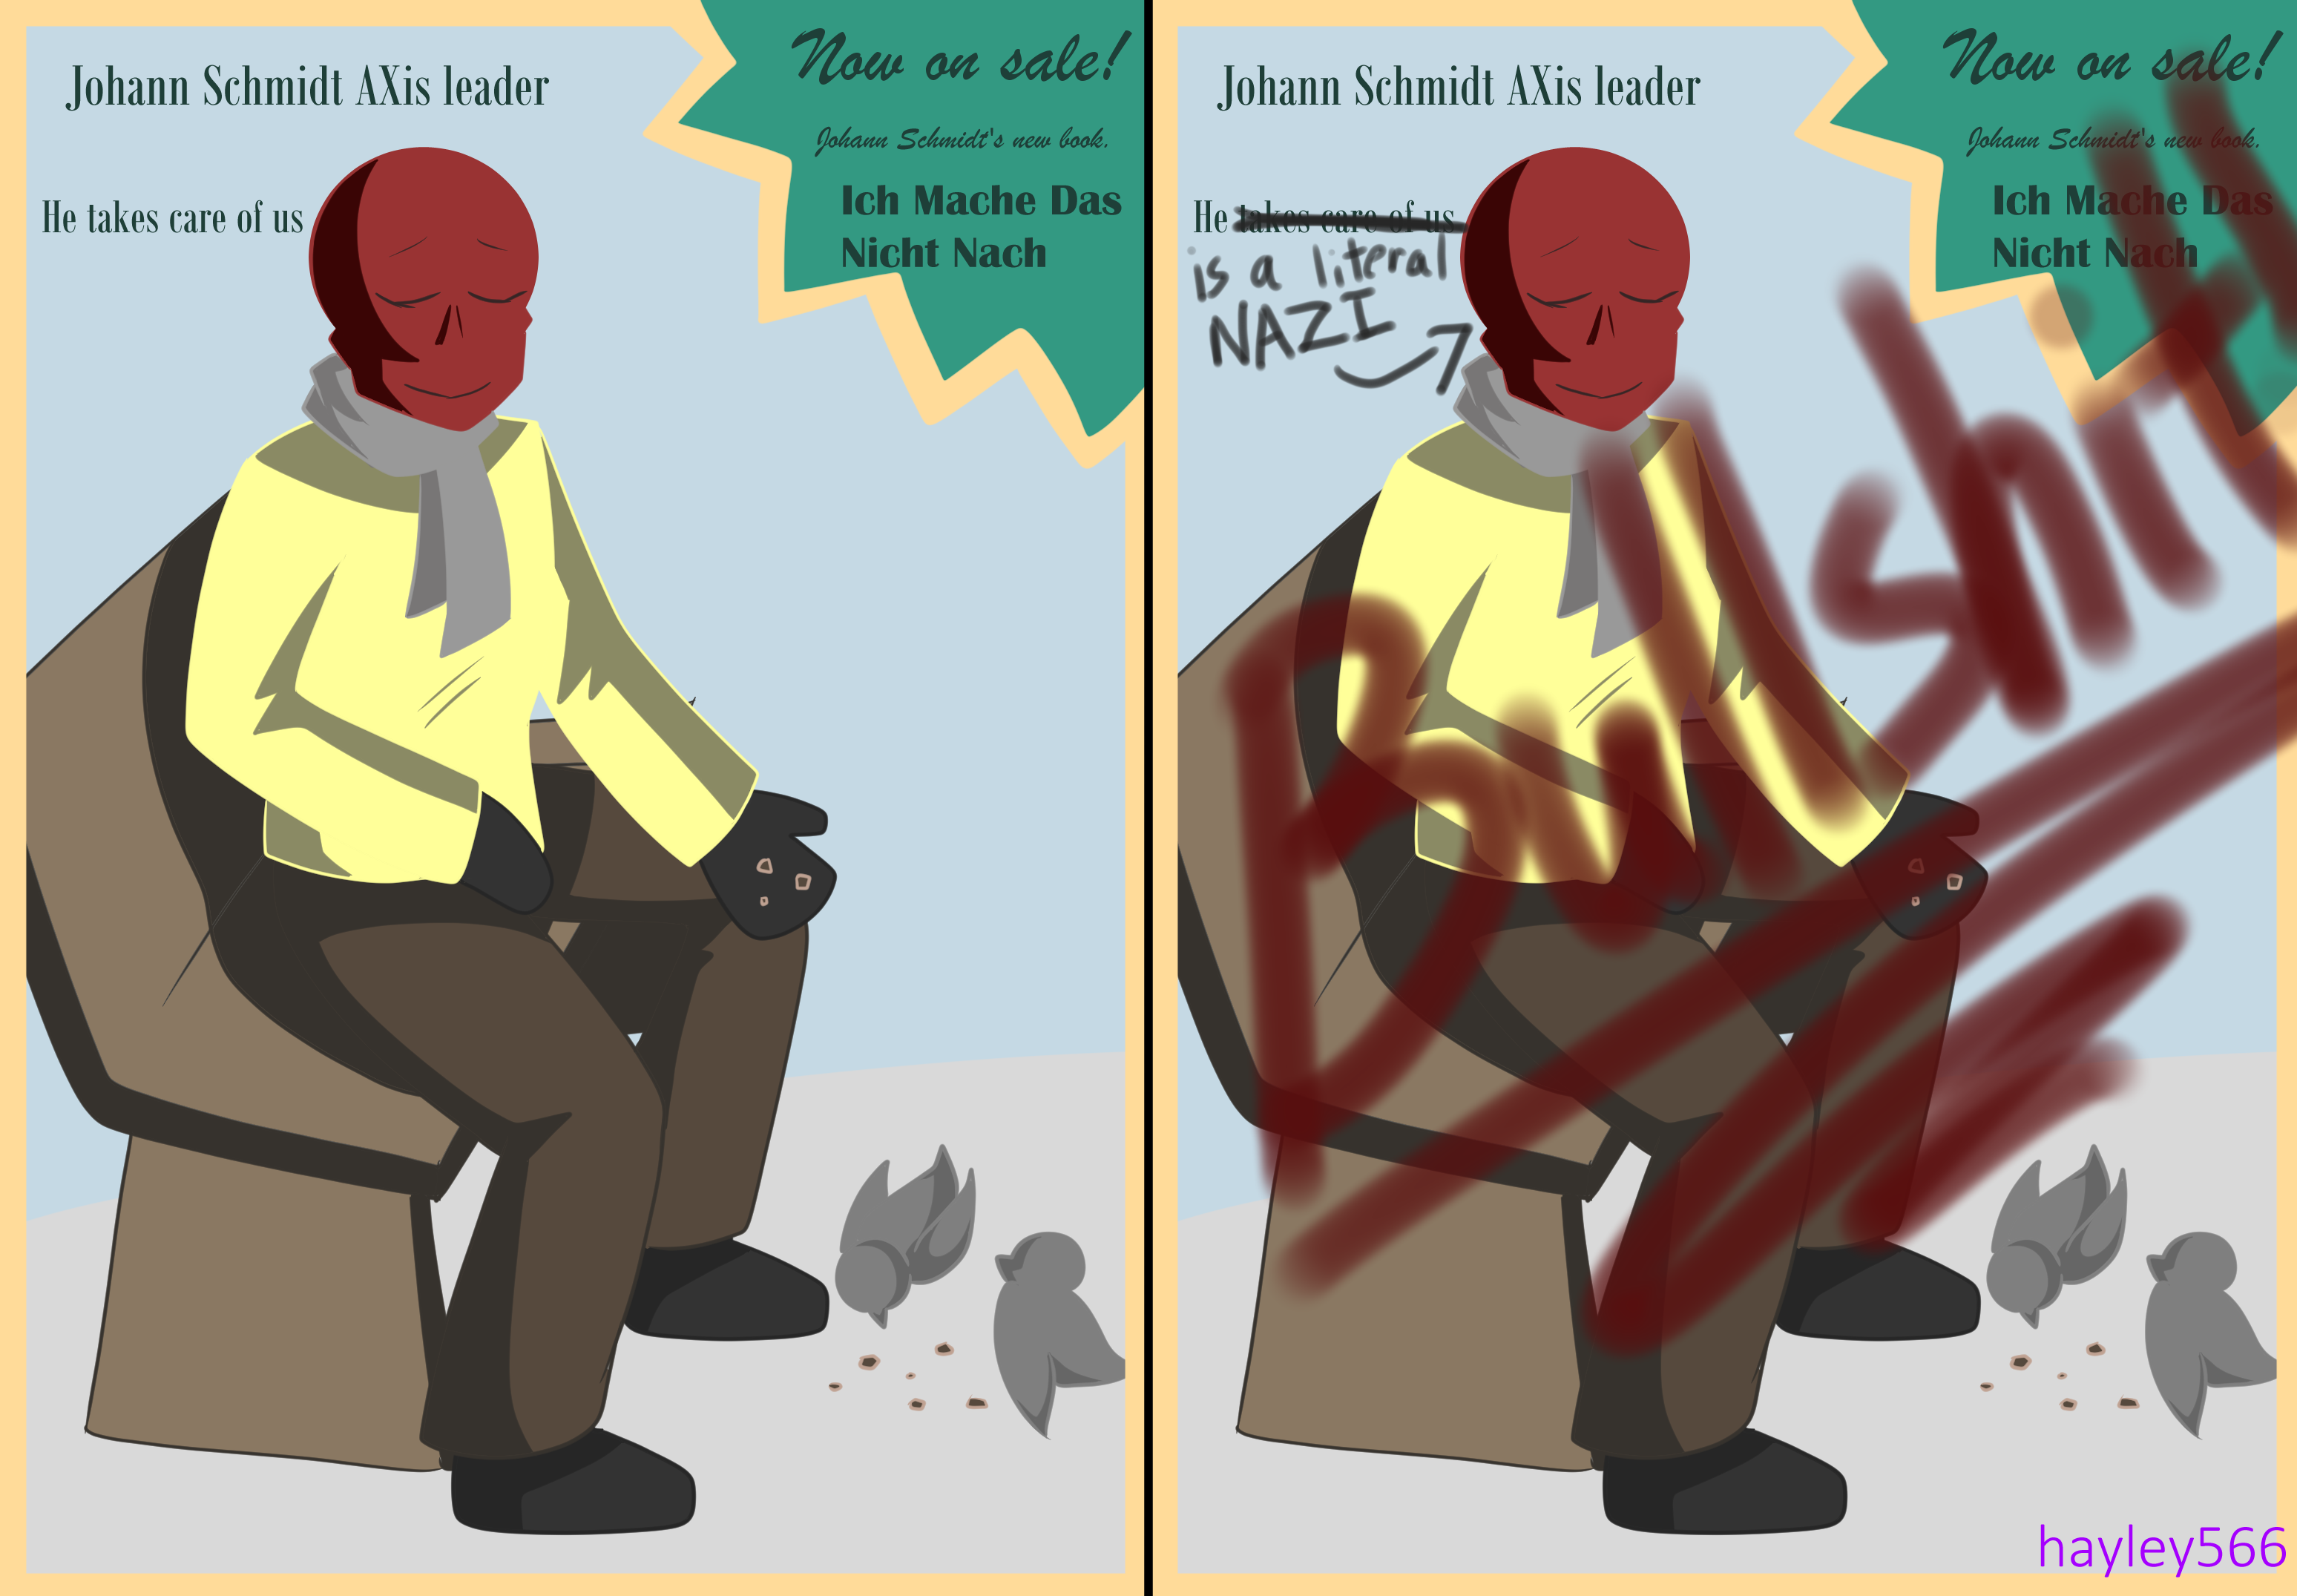 Johann Schmidt AXis leader
He takes care of us
Now on sale!
Johann Schmidt's new book.
Ich Mache Das
Nicht Nach
Johann Schmidt AXis leader
He takes care of us
is a literal
NAZI
Now on sale!
Johann Schmidt's new book.
Ich Mache Das
Nicht Nach
Bullshit
hayley566